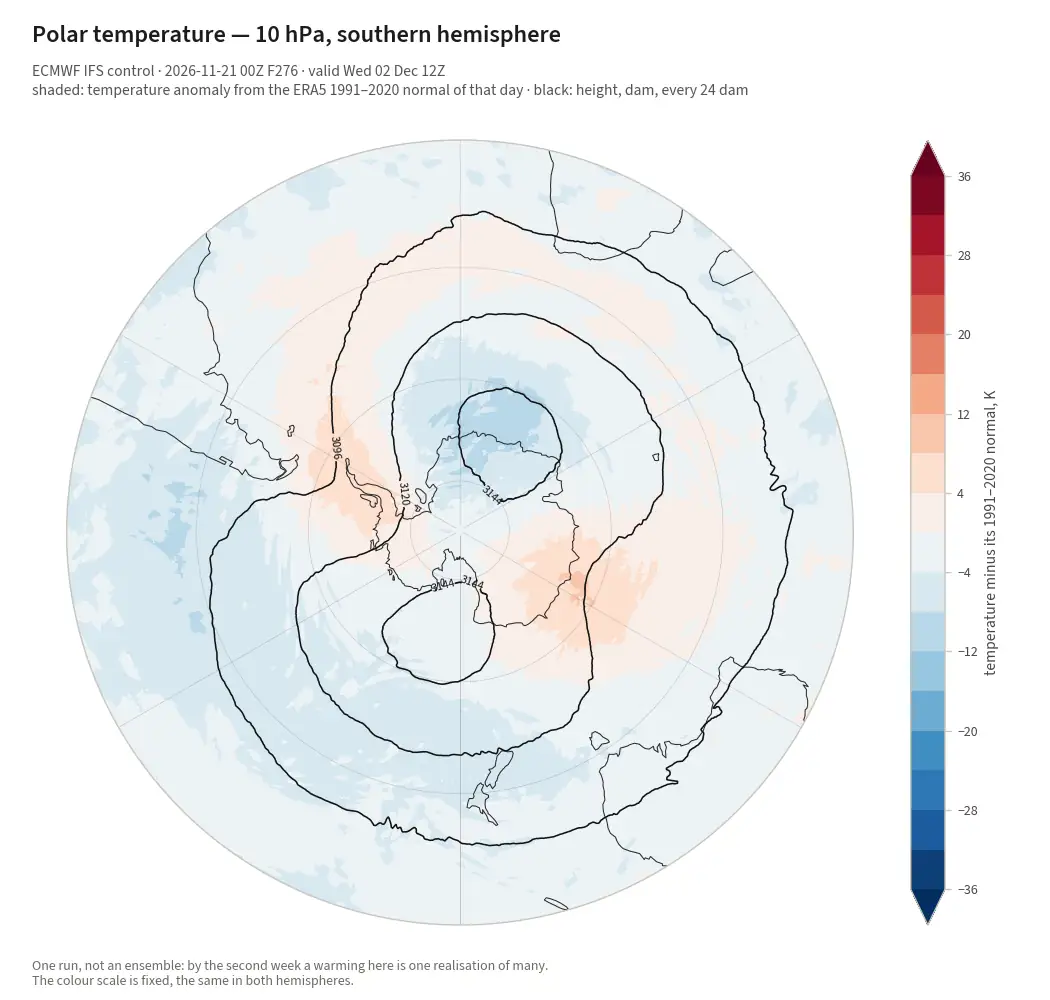 Polar temperature — 10 hPa, southern hemisphere
ECMWF IFS control · 2026-11-21 00Z F276 · valid Wed 02 Dec 12Z
shaded: temperature anomaly from the ERA5 1991–2020 normal of that day · black: height, dam, every 24 dam
36
28
20
12
4
−4
−12
−20
−28
−36
temperature minus its 1991–2020 normal, K
3096
3120
3144
3144
3144
One run, not an ensemble: by the second week a warming here is one realisation of many.
The colour scale is fixed, the same in both hemispheres.